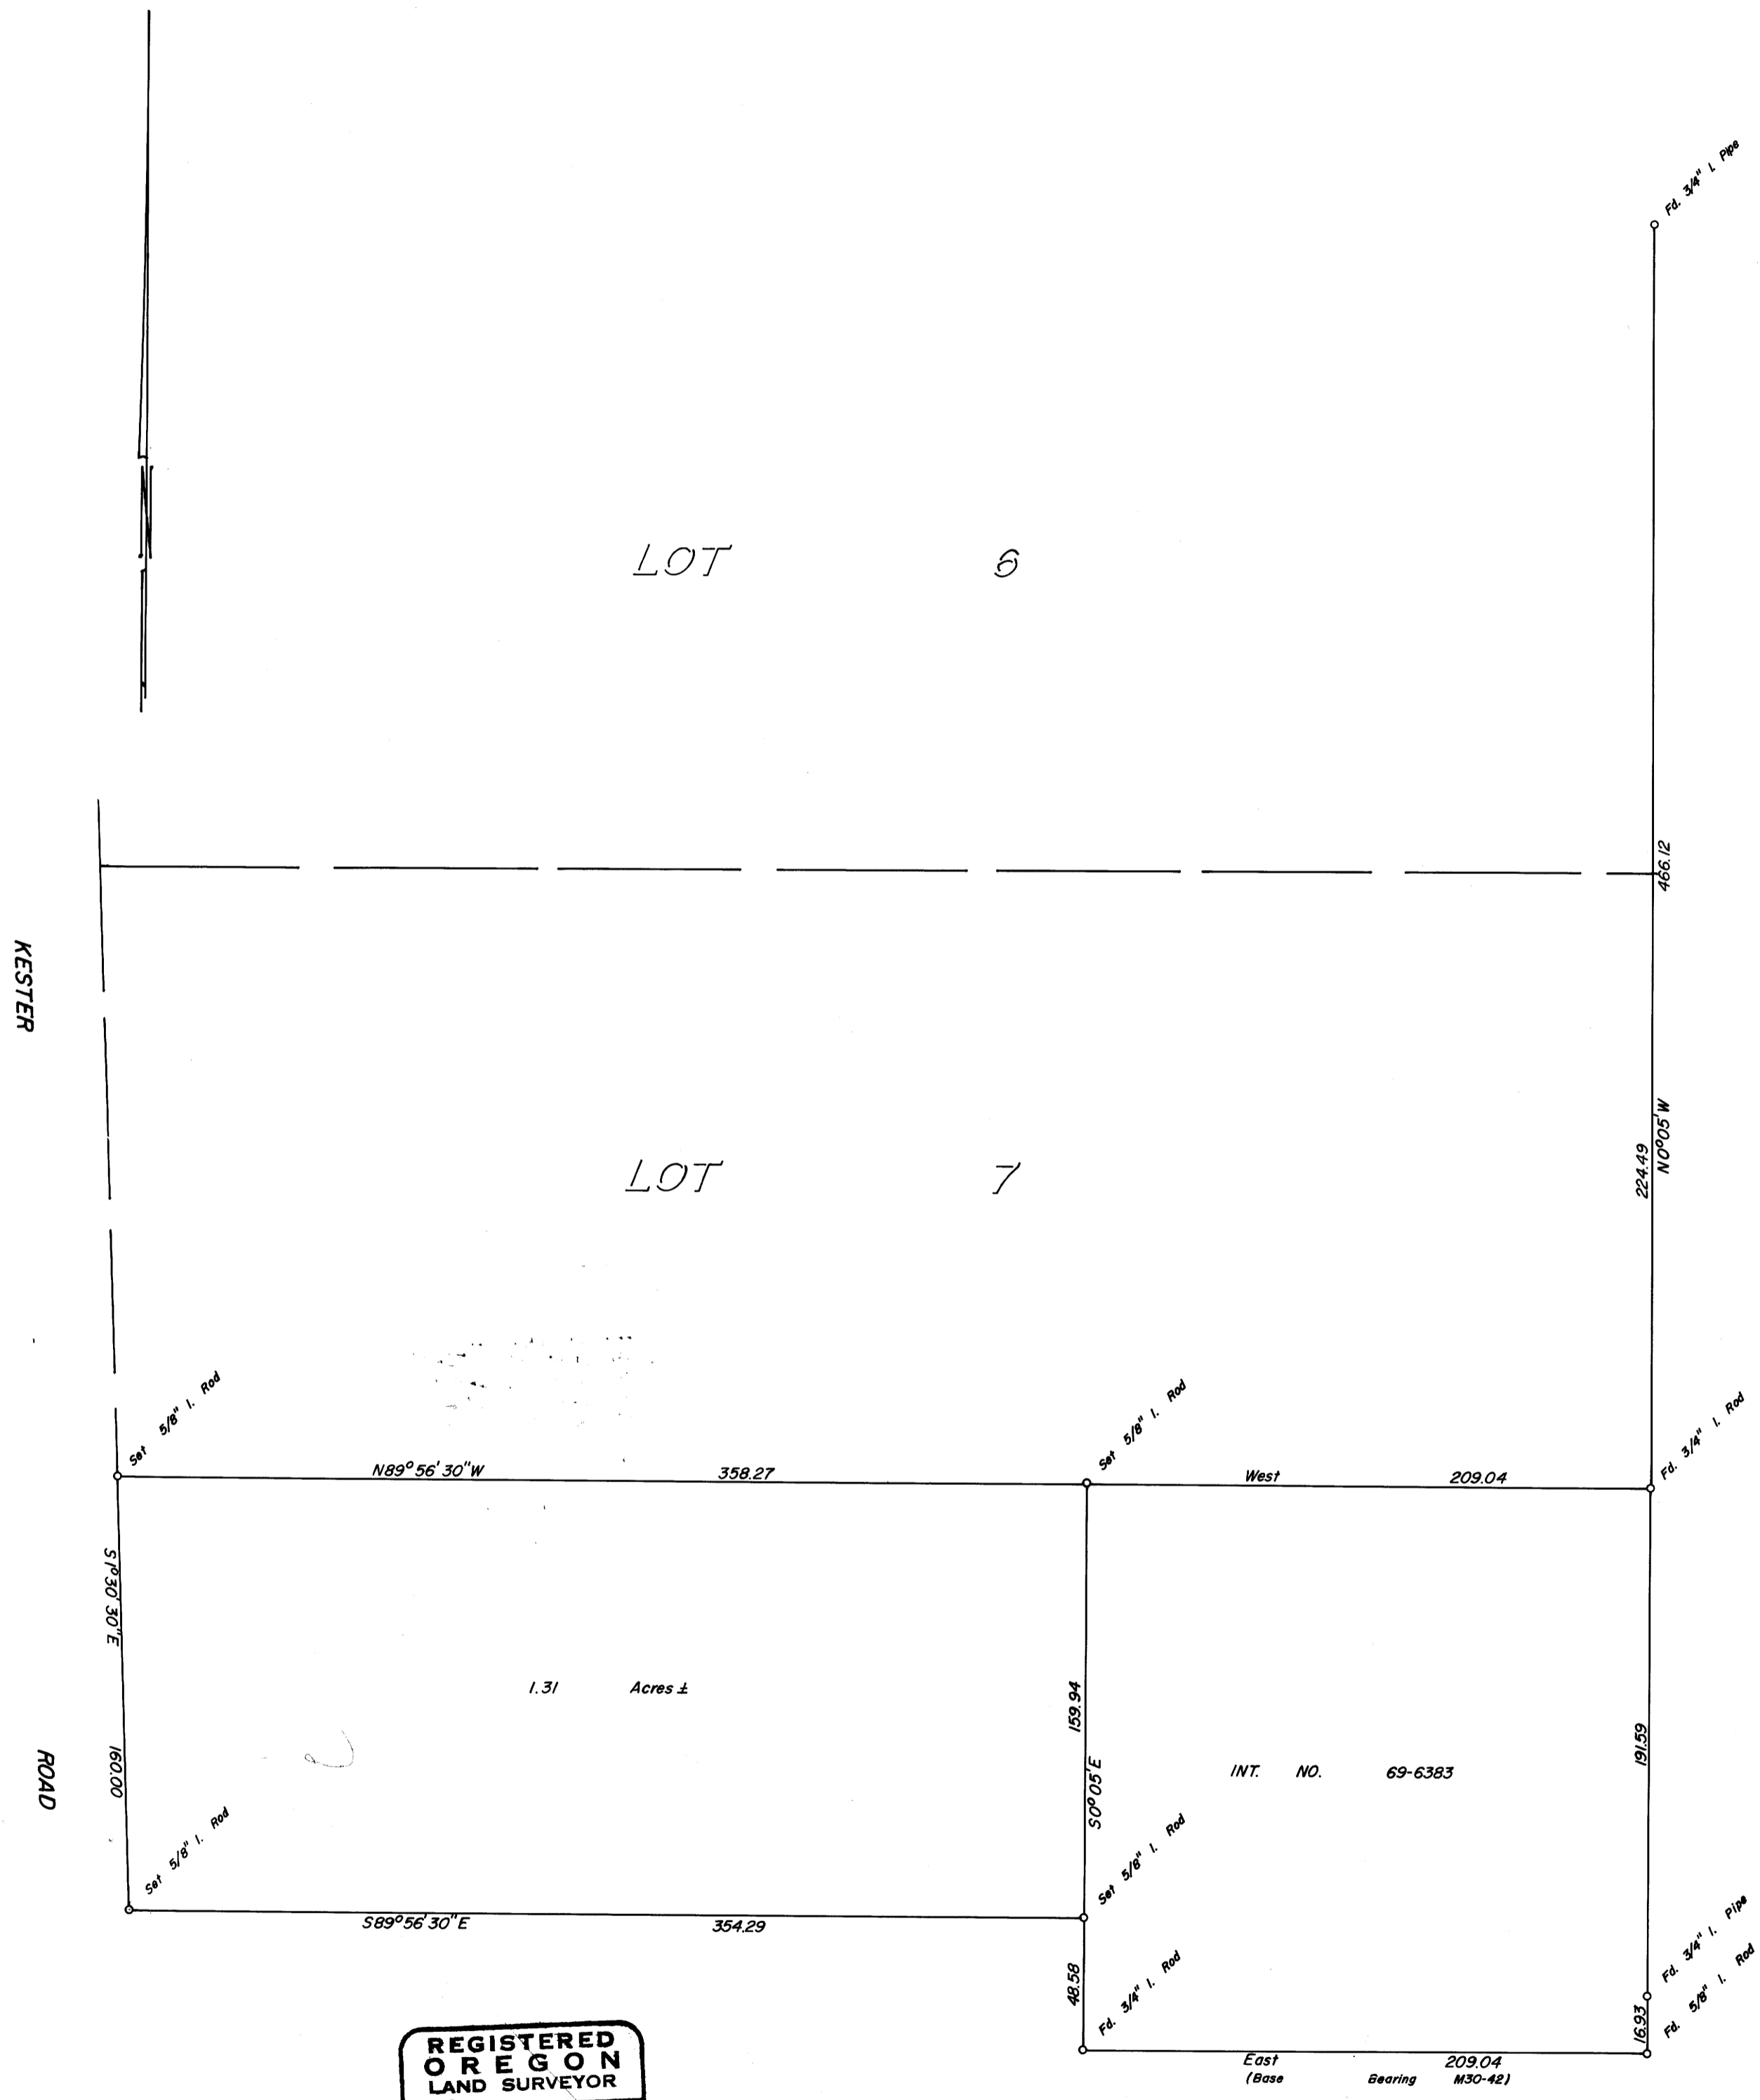 Fd. 3/4" I. Pipe
N
LOT 6
466.12
KESTER
N0°05'W
224.49
LOT 7
Set 5/8" I. Rod
Set 5/8" I. Rod
Fd. 3/4" I. Rod
N89°56'30"W 358.27
West 209.04
S1°30'30"E
160.00
1.31 Acres ±
159.94
S0°05'E
191.59
INT. NO. 69-6383
ROAD
Set 5/8" I. Rod
Set 5/8" I. Rod
S89°56'30"E 354.29
48.58
Fd. 3/4" I. Rod
Fd. 3/4" I. Pipe
16.93
Fd. 5/8" I. Rod
East 209.04
(Base Bearing M30-42)
REGISTERED
OREGON
LAND SURVEYOR